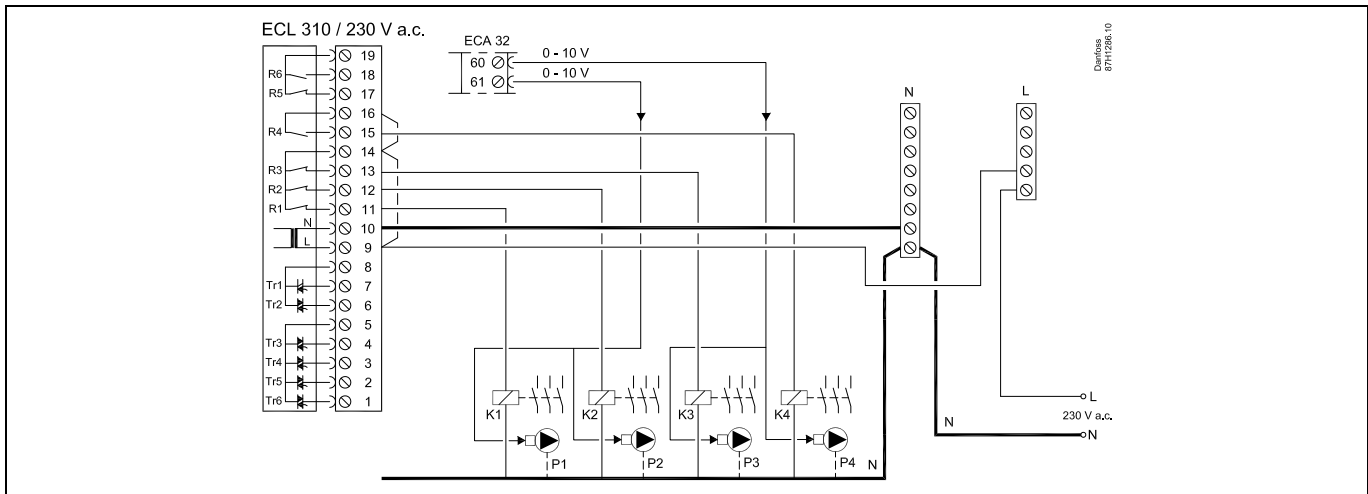 ECL 310 / 230 V a.c.
ECA 32
0 - 10 V
0 - 10 V
60
61
Danfoss
87H1286.10
N
L
19
R6
18
R5
17
16
R4
15
14
R3
13
R2
12
R1
11
N
10
L
9
8
Tr1
7
Tr2
6
5
Tr3
4
Tr4
3
Tr5
2
Tr6
1
K1
K2
K3
K4
P1
P2
P3
P4
N
N
L
230 V a.c.
N